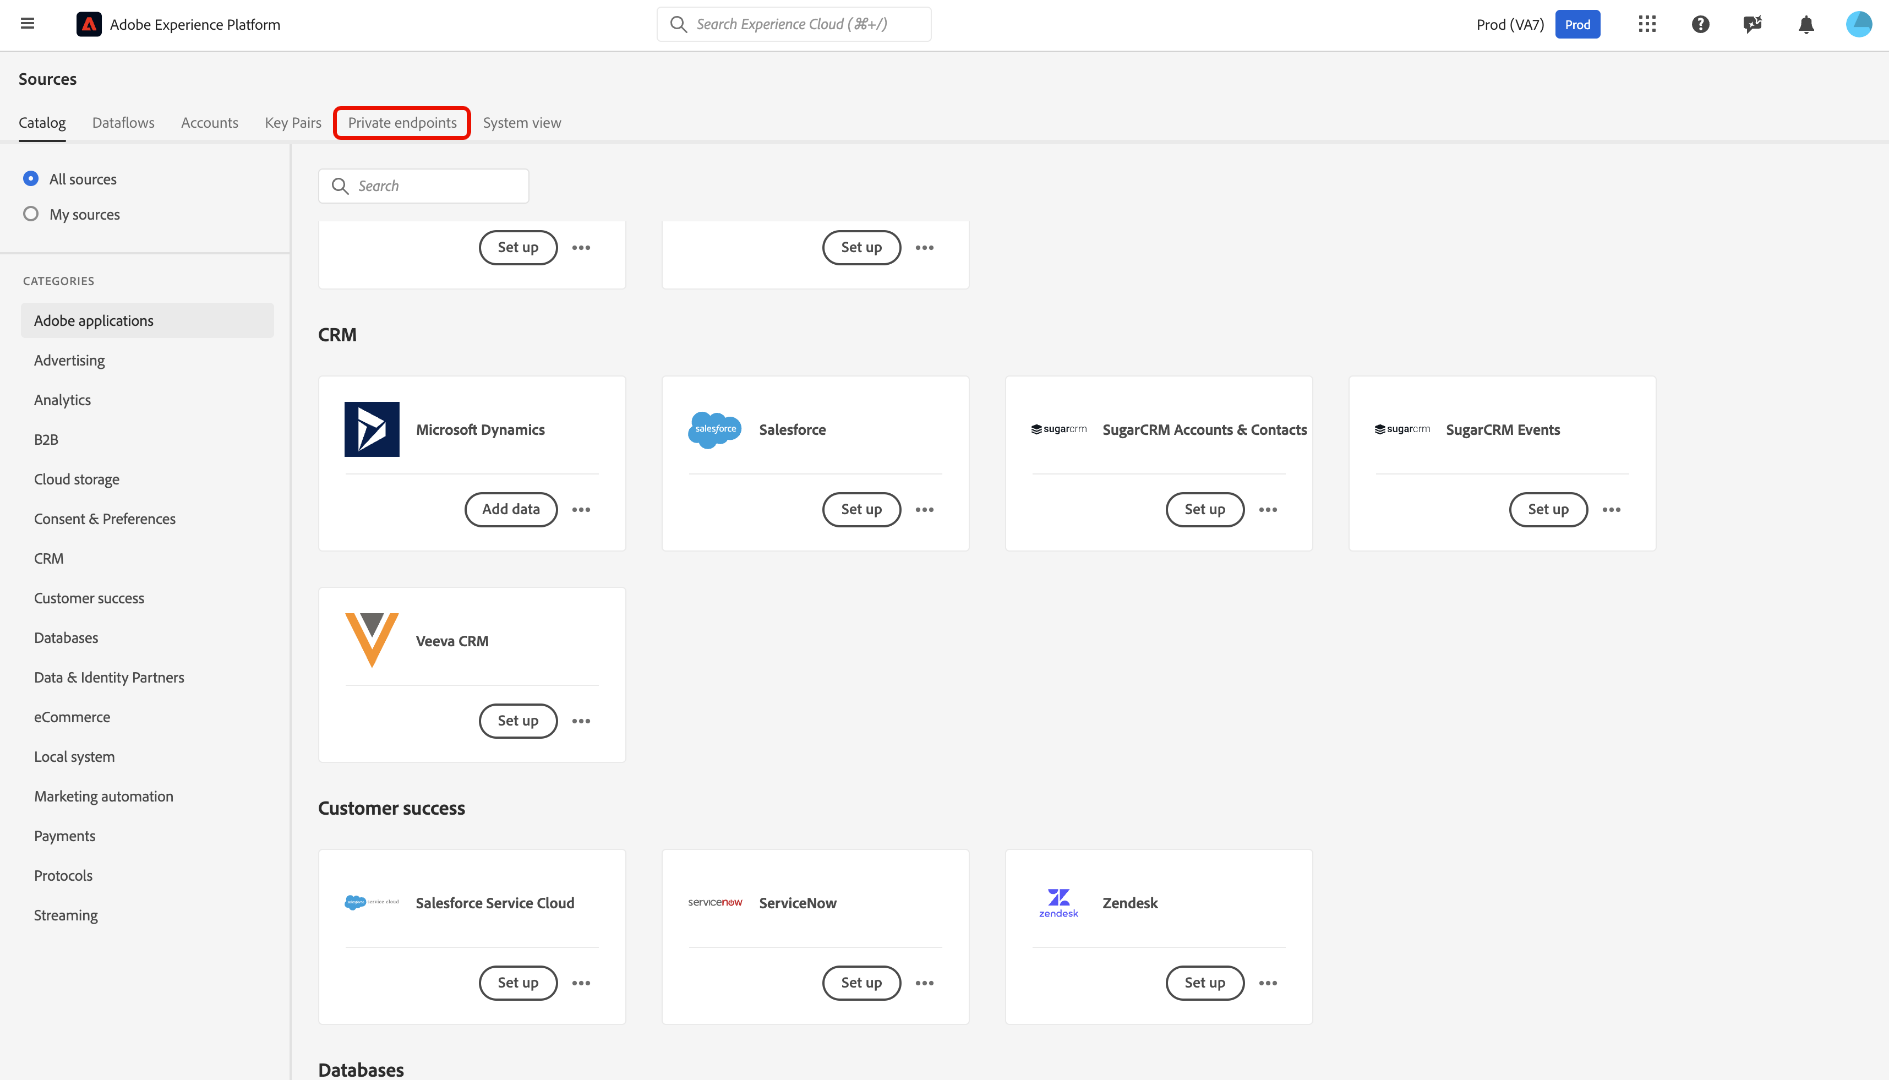 Adobe Experience Platform
Search Experience Cloud (⌘+/)
Prod (VA7) Prod
Sources
Catalog Dataflows Accounts Key Pairs Private endpoints System view
All sources
My sources
CATEGORIES
Adobe applications
Advertising
Analytics
B2B
Cloud storage
Consent & Preferences
CRM
Customer success
Databases
Data & Identity Partners
eCommerce
Local system
Marketing automation
Payments
Protocols
Streaming
Search
Set up Set up
CRM
Microsoft Dynamics
Add data
salesforce
Salesforce
Set up
sugarcrm
SugarCRM Accounts & Contacts
Set up
sugarcrm
SugarCRM Events
Set up
Veeva CRM
Set up
Customer success
service cloud
Salesforce Service Cloud
Set up
servicenow
ServiceNow
Set up
zendesk
Zendesk
Set up
Databases